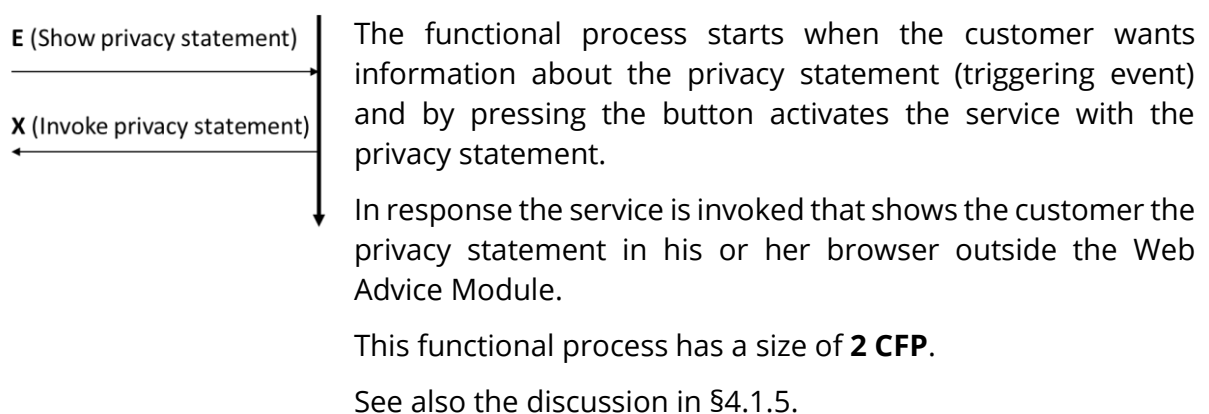 E (Show privacy statement)
X (Invoke privacy statement)
The functional process starts when the customer wants
information about the privacy statement (triggering event)
and by pressing the button activates the service with the
privacy statement.
In response the service is invoked that shows the customer the
privacy statement in his or her browser outside the Web
Advice Module.
This functional process has a size of 2 CFP.
See also the discussion in §4.1.5.